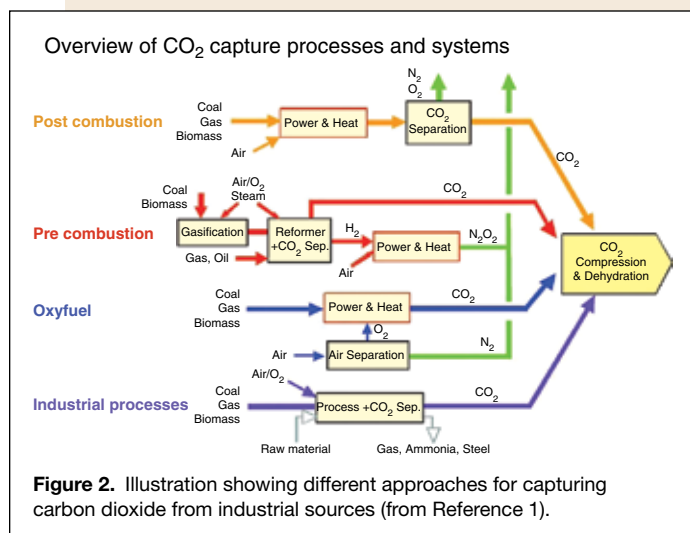 Overview of CO₂ capture processes and systems
N₂
O₂
Post combustion
Coal
Gas
Biomass
Air
Power & Heat
CO₂
Separation
CO₂
Pre combustion
Coal
Biomass
Air/O₂
Steam
Gasification
Gas, Oil
Reformer
+CO₂ Sep.
CO₂
H₂
Air
Power & Heat
N₂O₂
CO₂
Compression
& Dehydration
Oxyfuel
Coal
Gas
Biomass
Power & Heat
CO₂
O₂
Air
Air Separation
N₂
Industrial processes
Air/O₂
Coal
Gas
Biomass
Process +CO₂ Sep.
CO₂
Raw material
Gas, Ammonia, Steel
Figure 2. Illustration showing different approaches for capturing
carbon dioxide from industrial sources (from Reference 1).